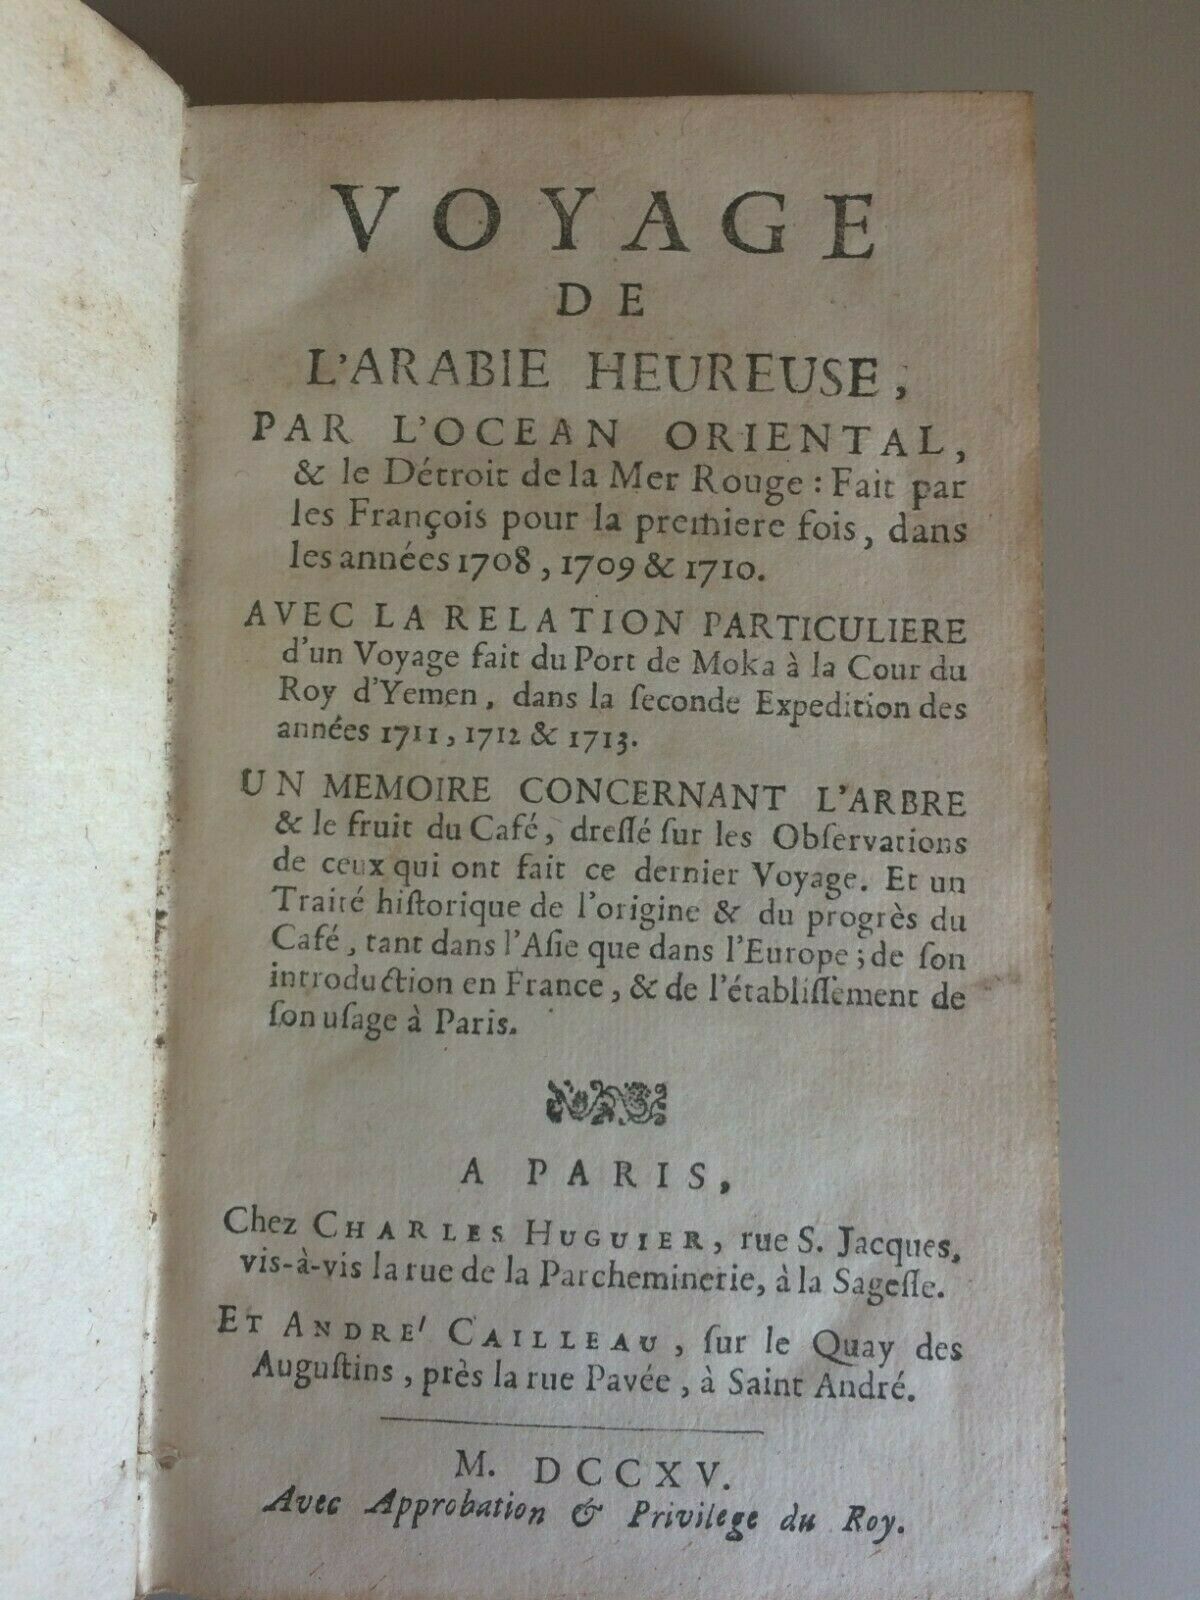 VOYAGE
DE
L'ARABIE HEUREUSE,
PAR L'OCEAN ORIENTAL,
& le Détroit de la Mer Rouge : Fait par
les François pour la premiere fois, dans
les années 1708, 1709 & 1710.
AVEC LA RELATION PARTICULIERE
d'un Voyage fait du Port de Moka à la Cour du
Roy d'Yemen, dans la ſeconde Expedition des
années 1711, 1712 & 1713.
UN MEMOIRE CONCERNANT L'ARBRE
& le fruit du Café, dreſſé ſur les Obſervations
de ceux qui ont fait ce dernier Voyage. Et un
Traité hiſtorique de l'origine & du progrès du
Café, tant dans l'Aſie que dans l'Europe; de ſon
introduction en France, & de l'établiſſement de
ſon uſage à Paris.
A PARIS,
Chez CHARLES HUGUIER, rue S. Jacques,
vis-à-vis la rue de la Parcheminerie, à la Sageſſe.
ET ANDRE' CAILLEAU, ſur le Quay des
Auguſtins, près la rue Pavée, à Saint André.
M. DCCXV.
Avec Approbation & Privilege du Roy.